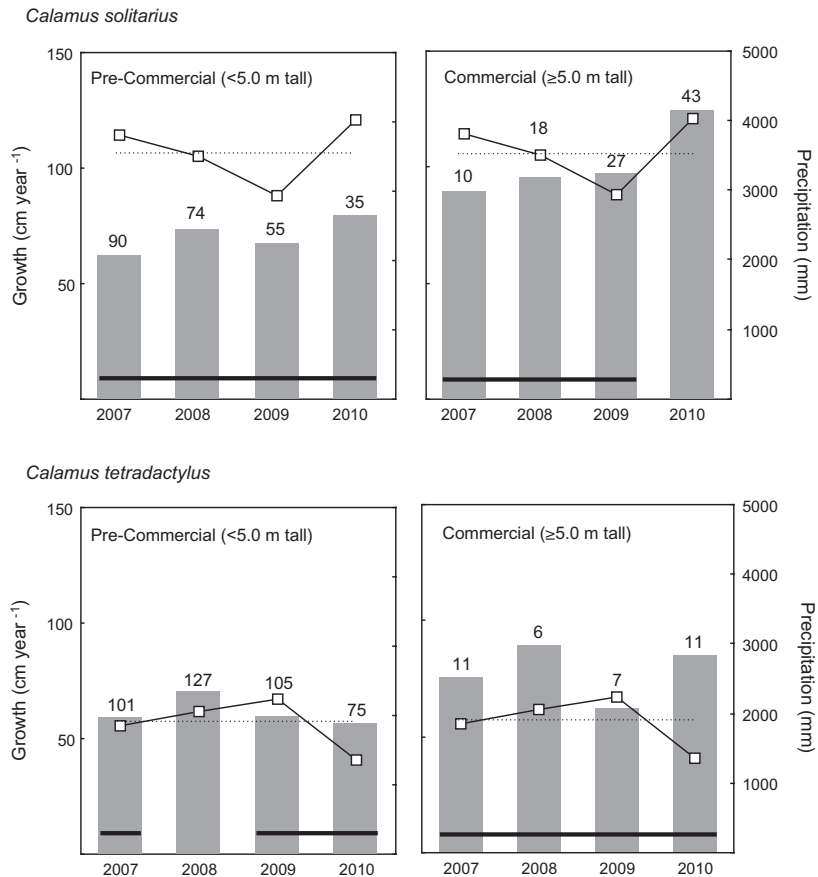 Calamus solitarius
150
100
50
Growth (cm year -1)
Pre-Commercial (<5.0 m tall)
90
74
55
35
2007 2008 2009 2010
Commercial (≥5.0 m tall)
10
18
27
43
2007 2008 2009 2010
5000
4000
3000
2000
1000
Precipitation (mm)
Calamus tetradactylus
150
100
50
Growth (cm year -1)
Pre-Commercial (<5.0 m tall)
101
127
105
75
2007 2008 2009 2010
Commercial (≥5.0 m tall)
11
6
7
11
2007 2008 2009 2010
5000
4000
3000
2000
1000
Precipitation (mm)